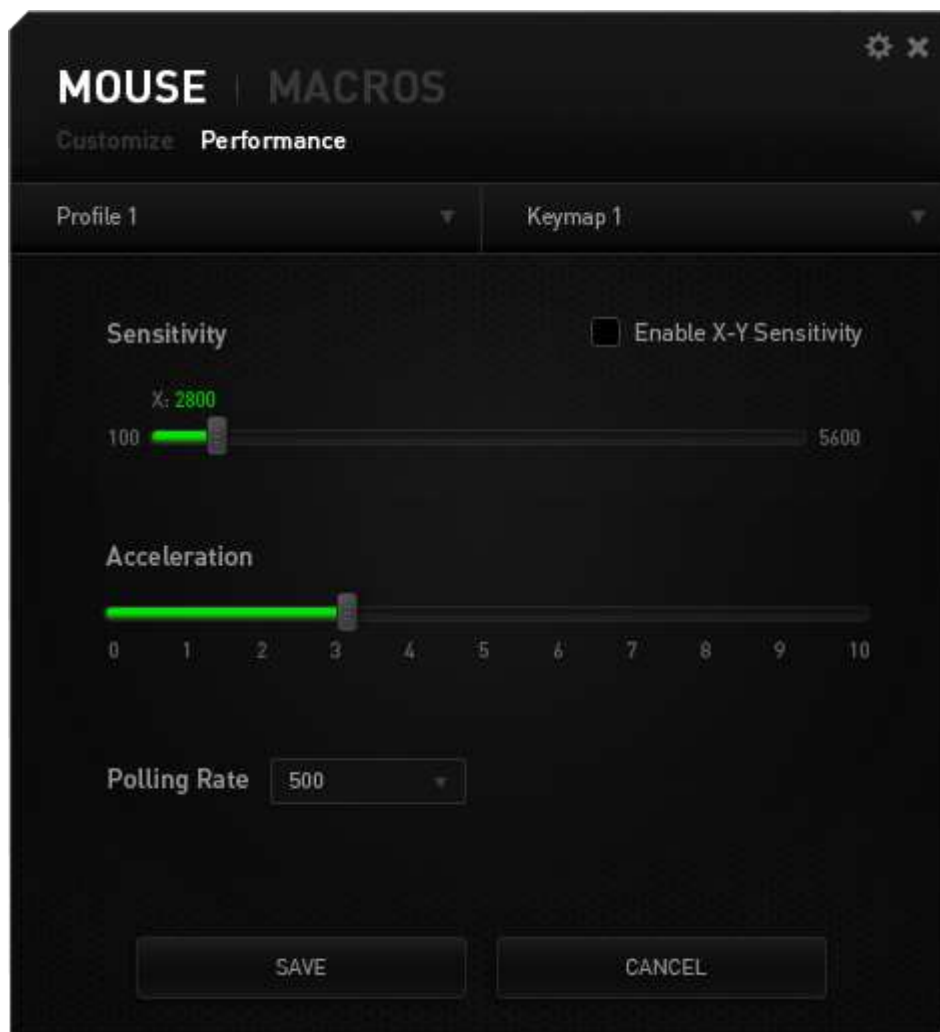 MOUSE | MACROS
Customize Performance
Profile 1 Keymap 1
Sensitivity Enable X-Y Sensitivity
X: 2800
100 5600
Acceleration
0 1 2 3 4 5 6 7 8 9 10
Polling Rate 500
SAVE CANCEL